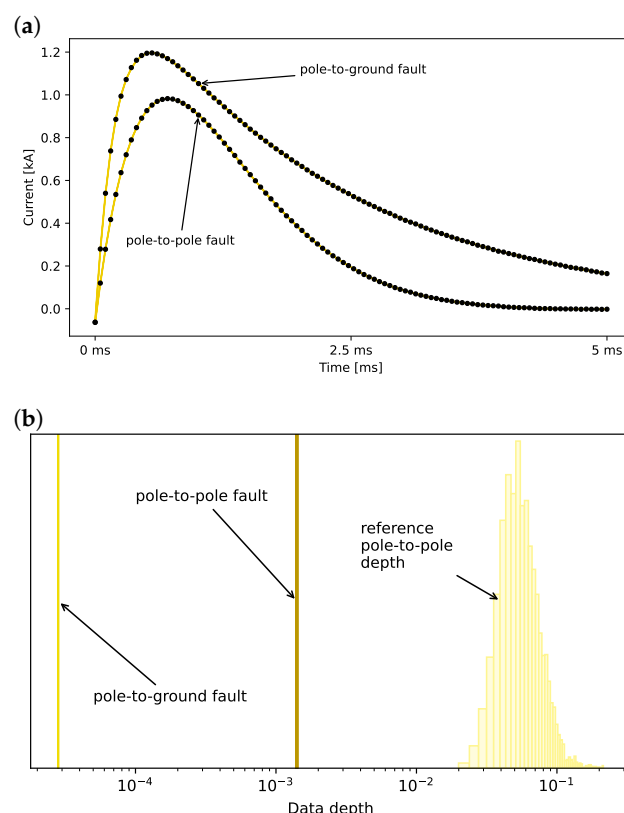 (a)
1.2
1.0
0.8
0.6
0.4
0.2
0.0
Current [kA]
pole-to-ground fault
pole-to-pole fault
0 ms
2.5 ms
5 ms
Time [ms]
(b)
pole-to-pole fault
reference
pole-to-pole
depth
pole-to-ground fault
10⁻⁴
10⁻³
10⁻²
10⁻¹
Data depth